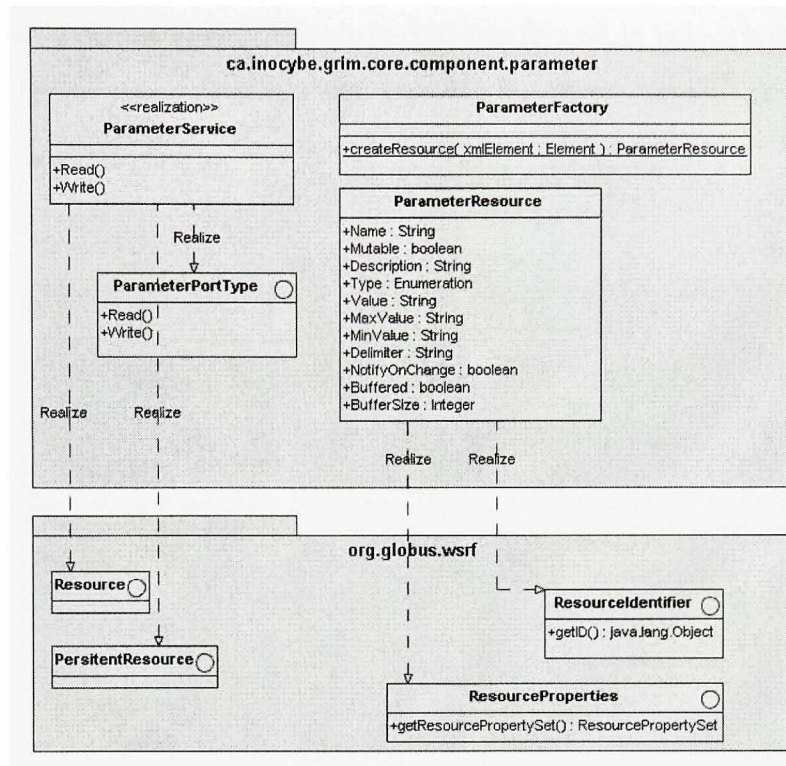 ca.inocybe.grim.core.component.parameter
<<realization>>
ParameterService
+Read()
+Write()
ParameterFactory
+createResource( xmlElement : Element ) : ParameterResource
ParameterResource
+Name : String
+Mutable : boolean
+Description : String
+Type : Enumeration
+Value : String
+MaxValue : String
+MinValue : String
+Delimiter : String
+NotifyOnChange : boolean
+Buffered : boolean
+BufferSize : Integer
Realize
ParameterPortType
+Read()
+Write()
Realize
Realize
Realize
Realize
org.globus.wsrf
Resource
PersitentResource
ResourceIdentifier
+getID() : java.lang.Object
ResourceProperties
+getResourcePropertySet() : ResourcePropertySet